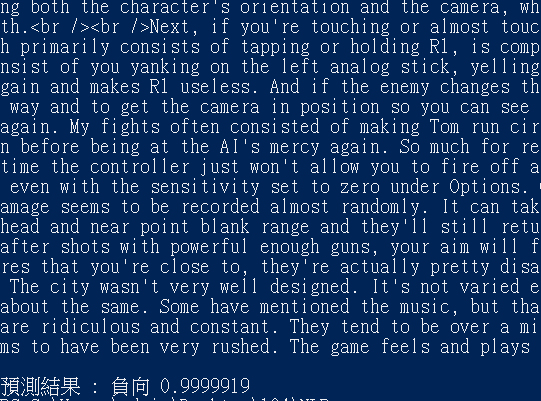 ng both the character's orientation and the camera, wh
th.<br /><br />Next, if you're touching or almost touc
h primarily consists of tapping or holding R1, is comp
nsist of you yanking on the left analog stick, yelling
gain and makes R1 useless. And if the enemy changes th
way and to get the camera in position so you can see
again. My fights often consisted of making Tom run cir
n before being at the AI's mercy again. So much for re
time the controller just won't allow you to fire off a
even with the sensitivity set to zero under Options.
amage seems to be recorded almost randomly. It can tak
head and near point blank range and they'll still retu
after shots with powerful enough guns, your aim will f
res that you're close to, they're actually pretty disa
The city wasn't very well designed. It's not varied e
about the same. Some have mentioned the music, but tha
are ridiculous and constant. They tend to be over a mi
ms to have been very rushed. The game feels and plays
預測結果 : 負向 0.9999919